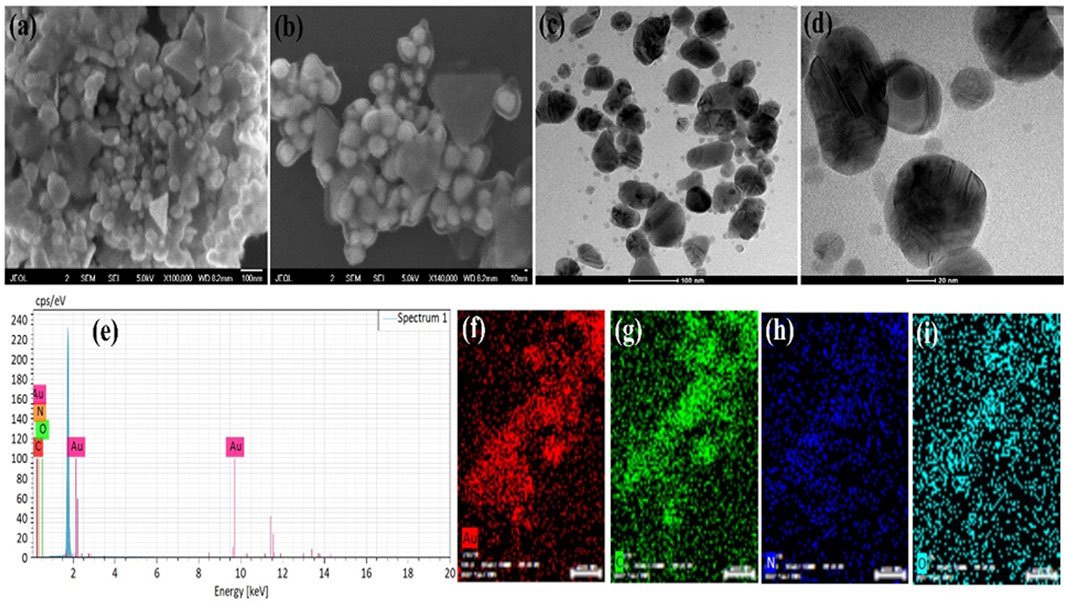 (a)
JEOL 2 SEM SEI 5.0kV X100,000 WD 6.2mm 100nm
(b)
JEOL 2 SEM SEI 5.0kV X140,000 WD 6.2mm 10nm
(c)
100 nm
(d)
20 nm
cps/eV
(e)
Spectrum 1
240
220
200
180
160
140
120
100
80
60
40
20
0
Au
N
O
C
Au
Au
2 4 6 8 10 12 14 16 18 20
Energy [keV]
(f)
Au
(g)
C
(h)
N
(i)
O